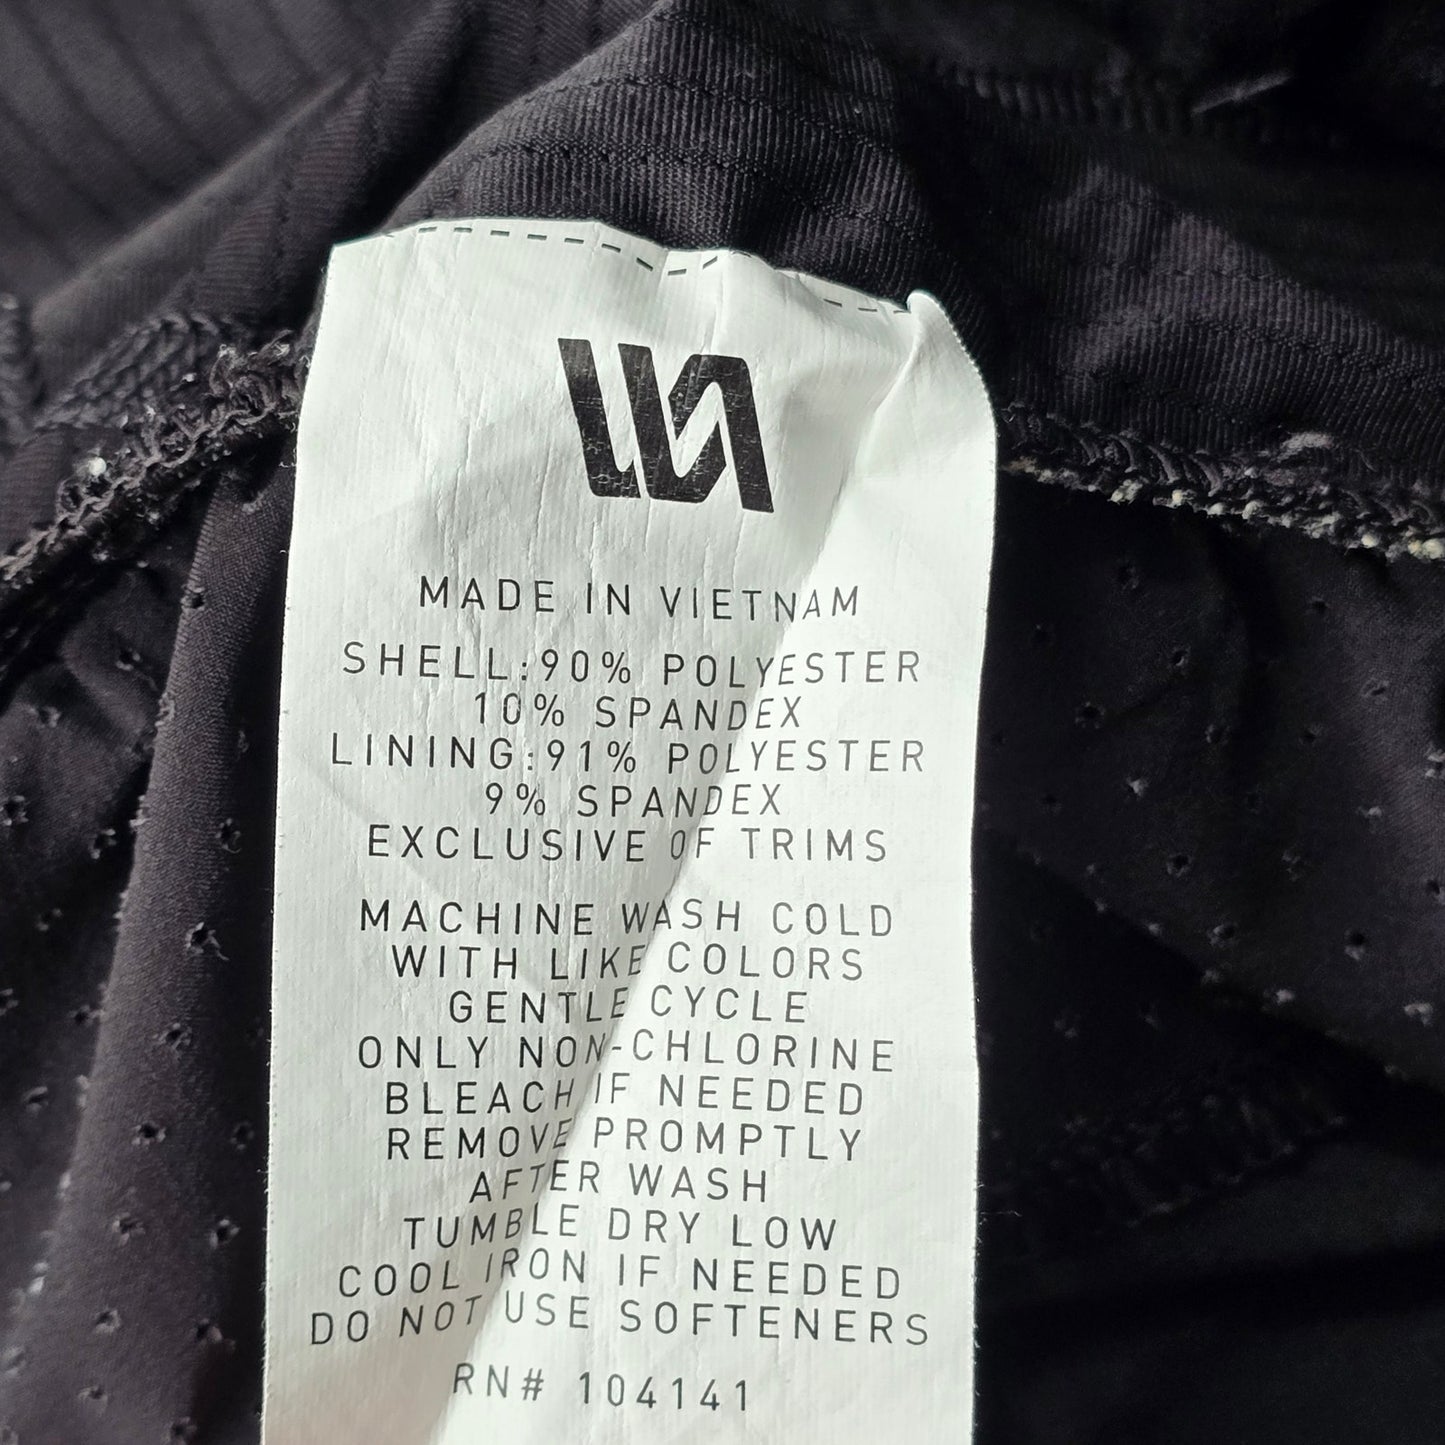 MADE IN VIETNAM
SHELL:90% POLYESTER
10% SPANDEX
LINING:91% POLYESTER
9% SPANDEX
EXCLUSIVE OF TRIMS
MACHINE WASH COLD
WITH LIKE COLORS
GENTLE CYCLE
ONLY NON-CHLORINE
BLEACH IF NEEDED
REMOVE PROMPTLY
AFTER WASH
TUMBLE DRY LOW
COOL IRON IF NEEDED
DO NOT USE SOFTENERS
RN# 104141